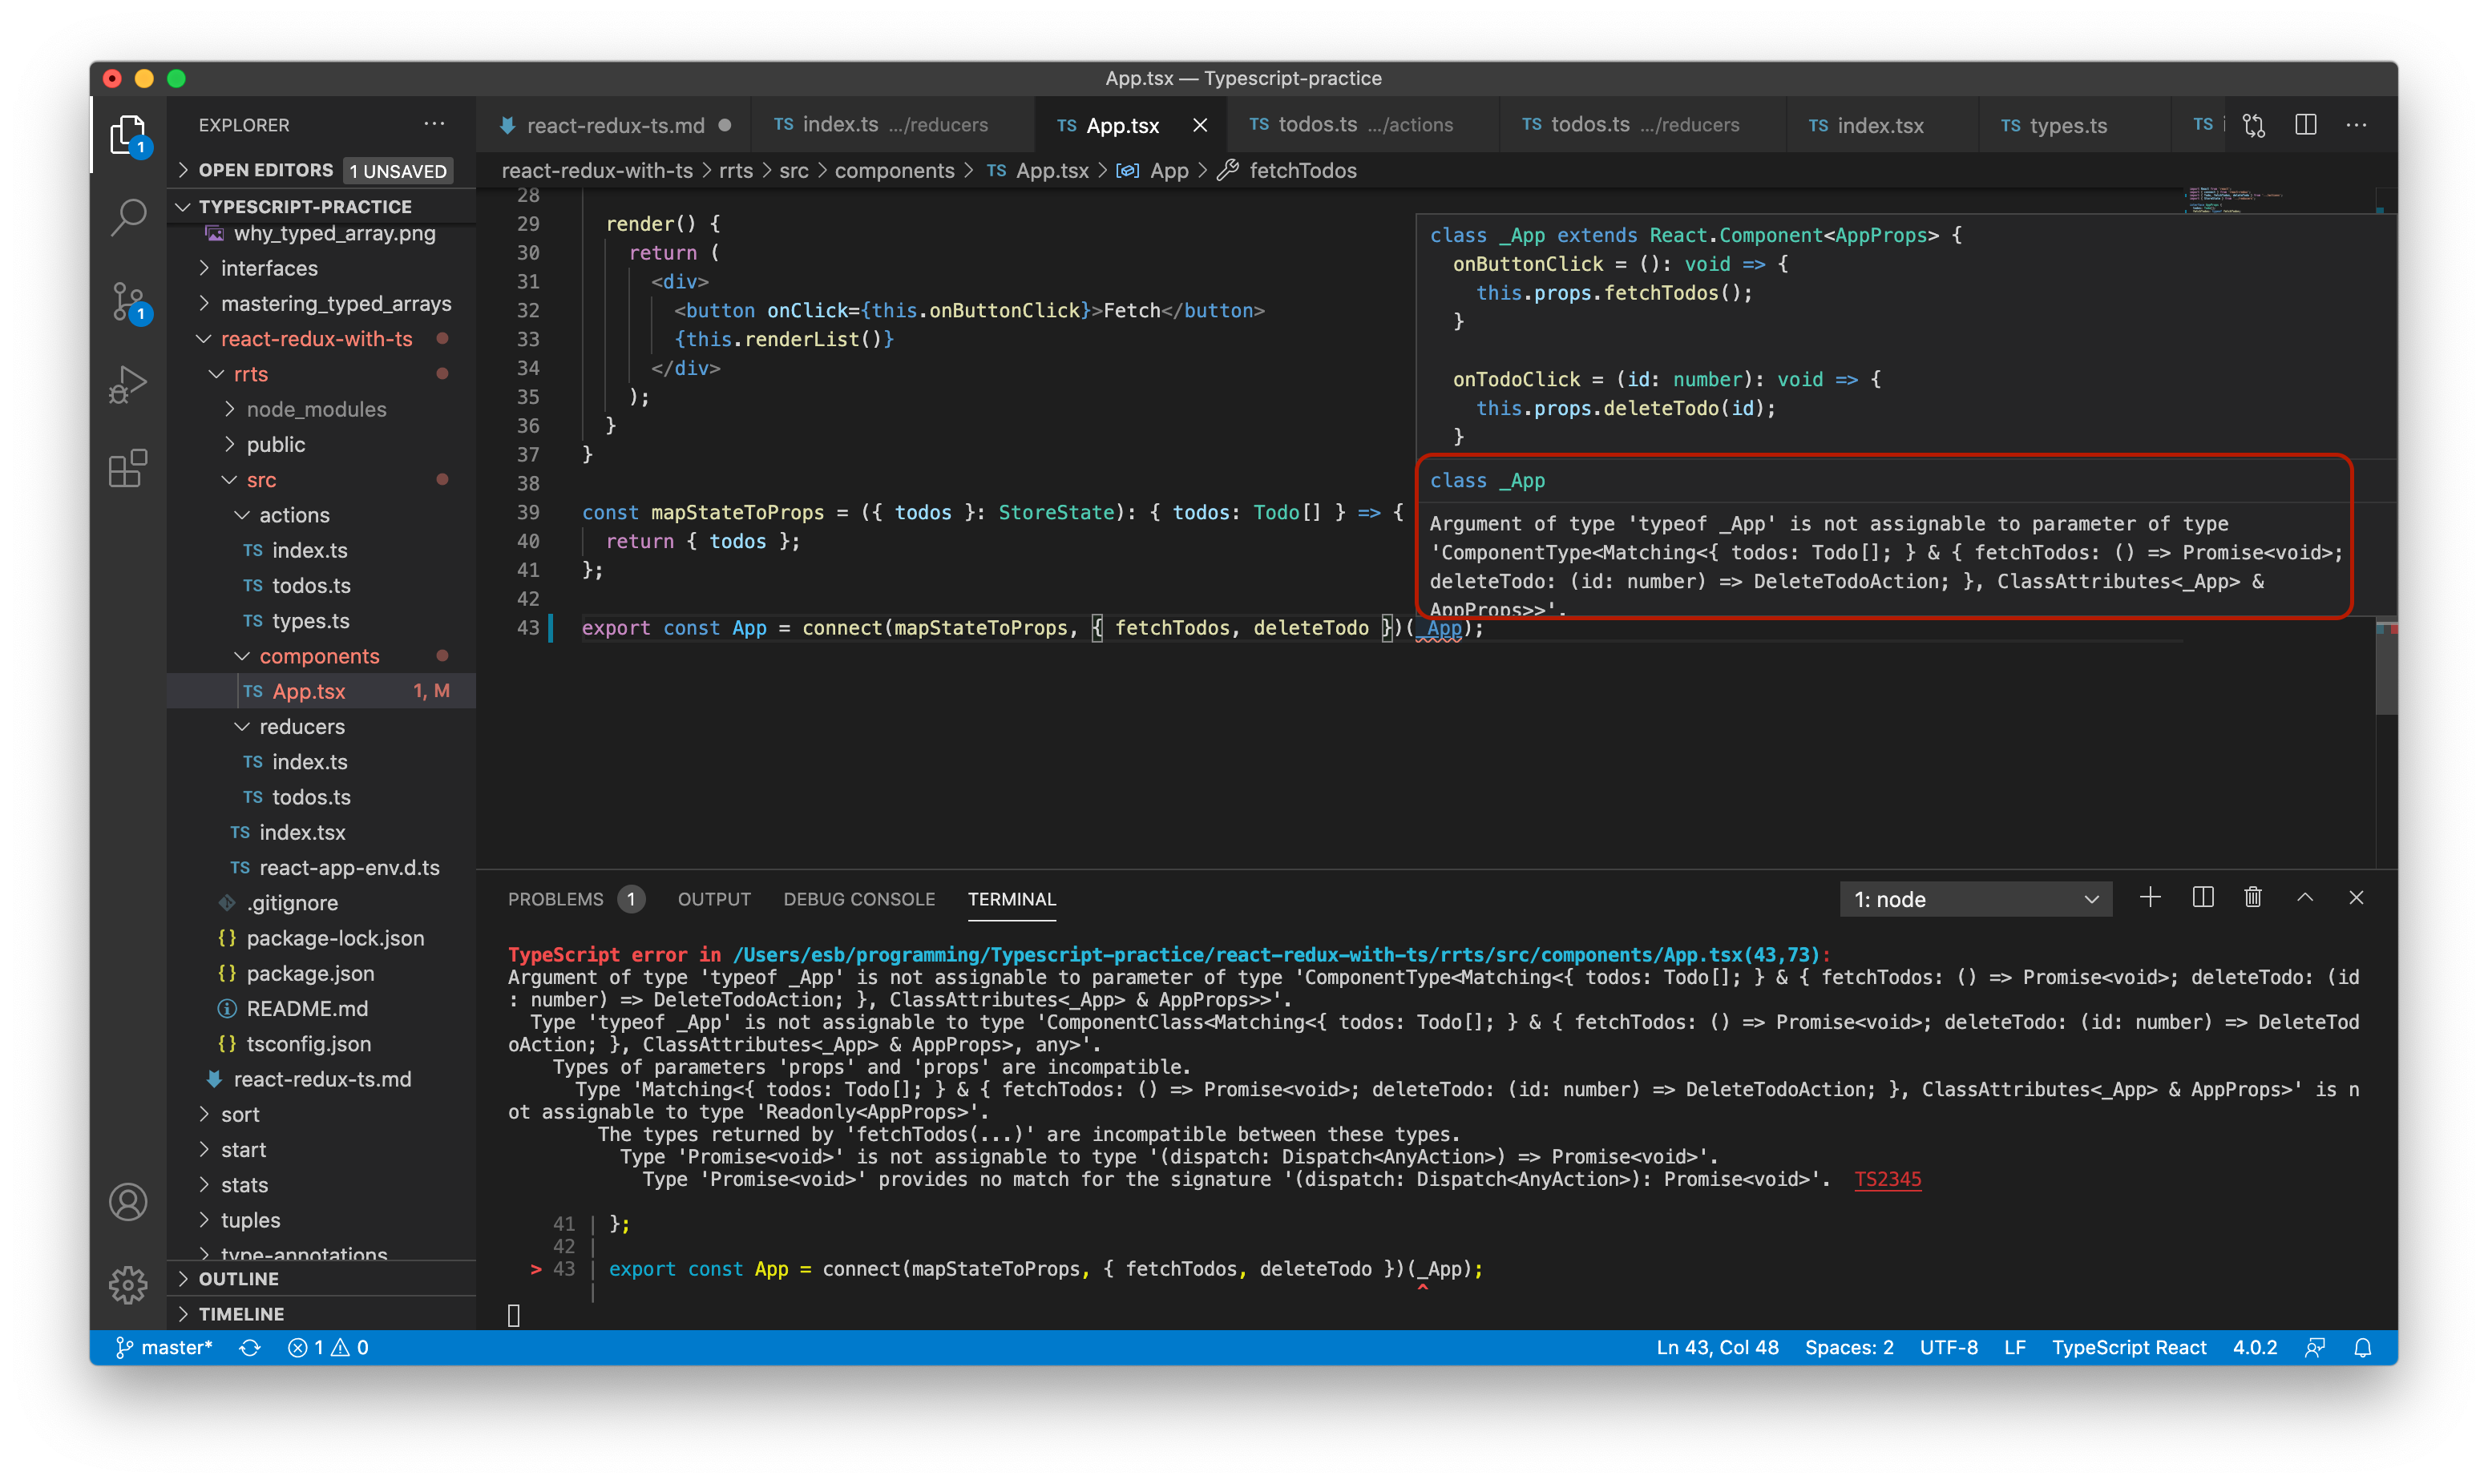 App.tsx — Typescript-practice
EXPLORER
react-redux-ts.md
TS index.ts .../reducers
TS App.tsx
TS todos.ts .../actions
TS todos.ts .../reducers
TS index.tsx
TS types.ts
TS
1
OPEN EDITORS 1 UNSAVED
react-redux-with-ts > rrts > src > components > TS App.tsx > App > fetchTodos
TYPESCRIPT-PRACTICE
why_typed_array.png
interfaces
mastering_typed_arrays
1
react-redux-with-ts
rrts
node_modules
public
src
actions
TS index.ts
TS todos.ts
TS types.ts
components
TS App.tsx 1, M
reducers
TS index.ts
TS todos.ts
TS index.tsx
TS react-app-env.d.ts
.gitignore
{} package-lock.json
{} package.json
README.md
{} tsconfig.json
react-redux-ts.md
sort
start
stats
tuples
type-annotations
OUTLINE
TIMELINE
28
29 render() {
30 return (
31 <div>
32 <button onClick={this.onButtonClick}>Fetch</button>
33 {this.renderList()}
34 </div>
35 );
36 }
37 }
38
39 const mapStateToProps = ({ todos }: StoreState): { todos: Todo[] } => {
40 return { todos };
41 };
42
43 export const App = connect(mapStateToProps, { fetchTodos, deleteTodo })(_App);
class _App extends React.Component<AppProps> {
onButtonClick = (): void => {
this.props.fetchTodos();
}
onTodoClick = (id: number): void => {
this.props.deleteTodo(id);
}
class _App
Argument of type 'typeof _App' is not assignable to parameter of type
'ComponentType<Matching<{ todos: Todo[]; } & { fetchTodos: () => Promise<void>;
deleteTodo: (id: number) => DeleteTodoAction; }, ClassAttributes<_App> &
AppProps>>'.
PROBLEMS 1 OUTPUT DEBUG CONSOLE TERMINAL 1: node
TypeScript error in /Users/esb/programming/Typescript-practice/react-redux-with-ts/rrts/src/components/App.tsx(43,73):
Argument of type 'typeof _App' is not assignable to parameter of type 'ComponentType<Matching<{ todos: Todo[]; } & { fetchTodos: () => Promise<void>; deleteTodo: (id
: number) => DeleteTodoAction; }, ClassAttributes<_App> & AppProps>>'.
Type 'typeof _App' is not assignable to type 'ComponentClass<Matching<{ todos: Todo[]; } & { fetchTodos: () => Promise<void>; deleteTodo: (id: number) => DeleteTod
oAction; }, ClassAttributes<_App> & AppProps>, any>'.
Types of parameters 'props' and 'props' are incompatible.
Type 'Matching<{ todos: Todo[]; } & { fetchTodos: () => Promise<void>; deleteTodo: (id: number) => DeleteTodoAction; }, ClassAttributes<_App> & AppProps>' is n
ot assignable to type 'Readonly<AppProps>'.
The types returned by 'fetchTodos(...)' are incompatible between these types.
Type 'Promise<void>' is not assignable to type '(dispatch: Dispatch<AnyAction>) => Promise<void>'.
Type 'Promise<void>' provides no match for the signature '(dispatch: Dispatch<AnyAction>): Promise<void>'. TS2345
41 | };
42 |
> 43 | export const App = connect(mapStateToProps, { fetchTodos, deleteTodo })(_App);
| ^
master* 1 0 Ln 43, Col 48 Spaces: 2 UTF-8 LF TypeScript React 4.0.2